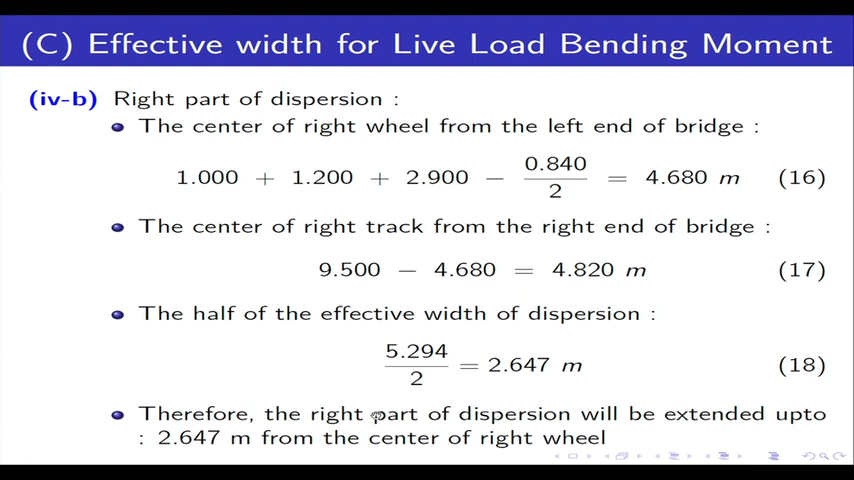 (C) Effective width for Live Load Bending Moment
(iv-b) Right part of dispersion :
The center of right wheel from the left end of bridge :
1.000 + 1.200 + 2.900 − 0.840/2 = 4.680 m (16)
The center of right track from the right end of bridge :
9.500 − 4.680 = 4.820 m (17)
The half of the effective width of dispersion :
5.294/2 = 2.647 m (18)
Therefore, the right part of dispersion will be extended upto
: 2.647 m from the center of right wheel